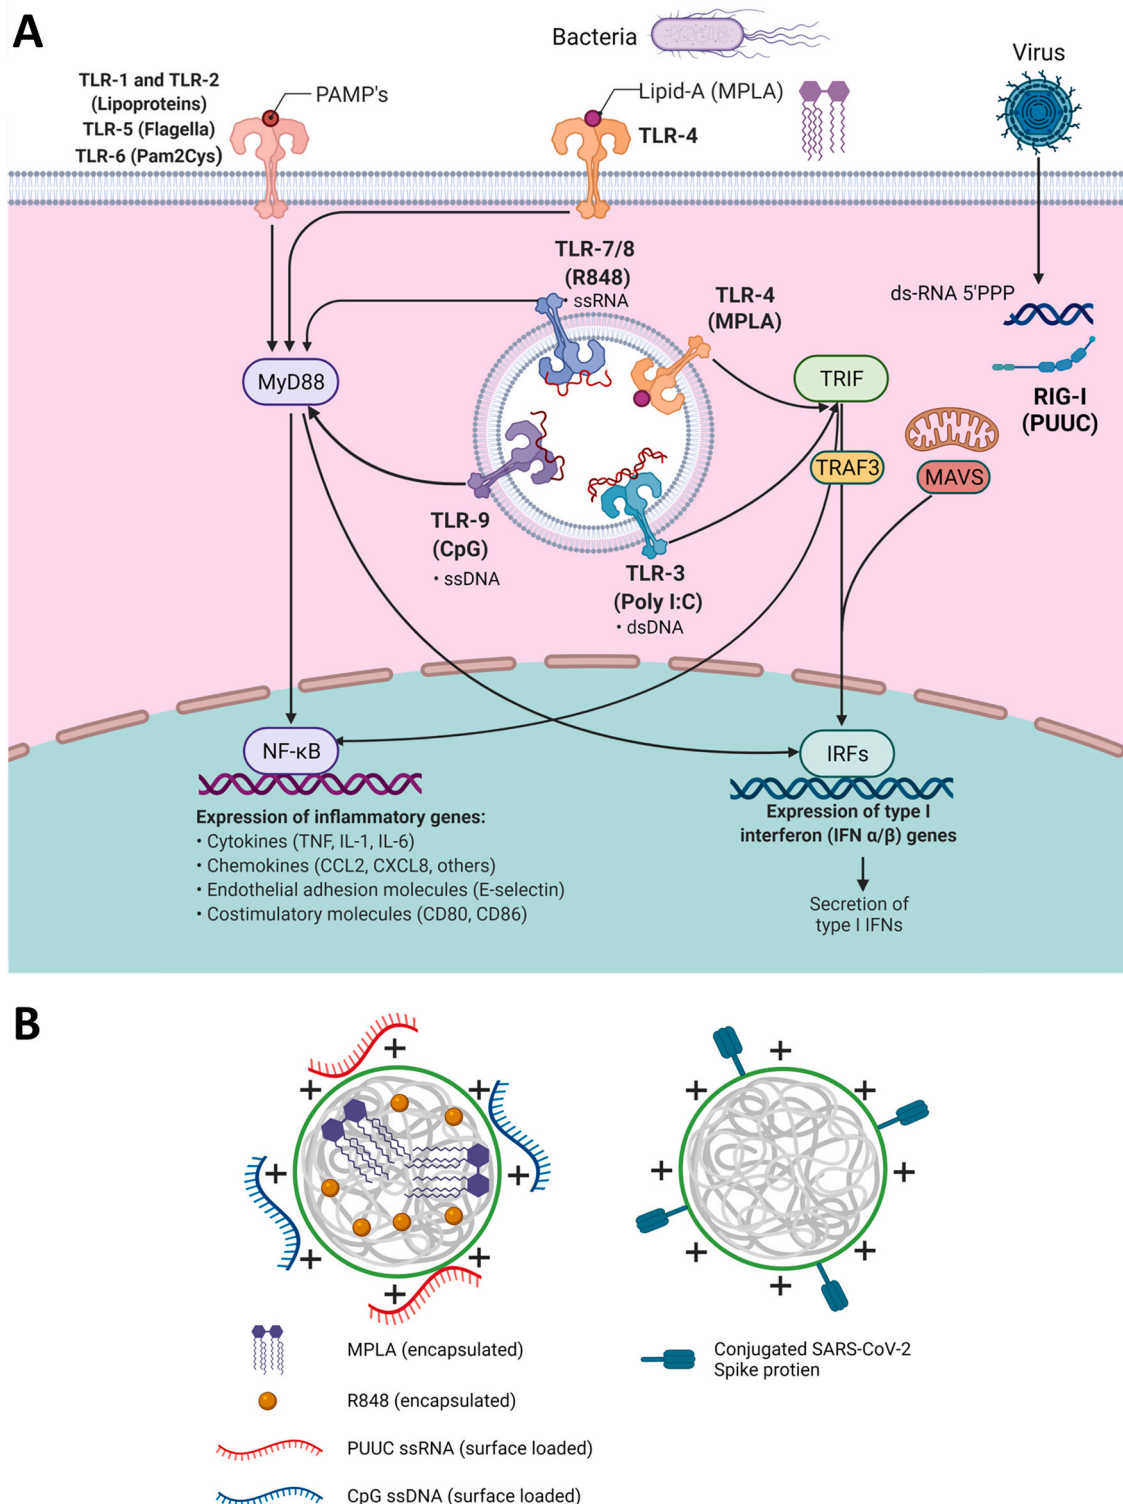 A
Bacteria
Virus
TLR-1 and TLR-2
(Lipoproteins)
TLR-5 (Flagella)
TLR-6 (Pam2Cys)
PAMP's
Lipid-A (MPLA)
TLR-4
TLR-7/8
(R848)
• ssRNA
TLR-4
(MPLA)
ds-RNA 5'PPP
RIG-I
(PUUC)
MyD88
TRIF
TRAF3
MAVS
TLR-9
(CpG)
• ssDNA
TLR-3
(Poly I:C)
• dsDNA
NF-κB
IRFs
Expression of inflammatory genes:
• Cytokines (TNF, IL-1, IL-6)
• Chemokines (CCL2, CXCL8, others)
• Endothelial adhesion molecules (E-selectin)
• Costimulatory molecules (CD80, CD86)
Expression of type I
interferon (IFN α/β) genes
Secretion of
type I IFNs
B
+ + + + + + + +
+ + + + + + + +
MPLA (encapsulated)
R848 (encapsulated)
PUUC ssRNA (surface loaded)
CpG ssDNA (surface loaded)
Conjugated SARS-CoV-2
Spike protien